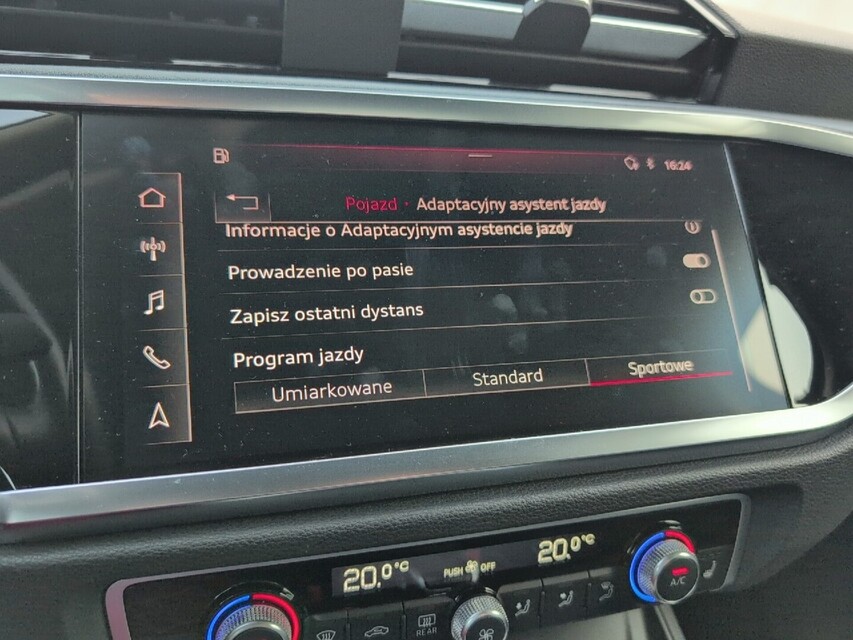 16:24
Pojazd · Adaptacyjny asystent jazdy
Informacje o Adaptacyjnym asystencie jazdy
Prowadzenie po pasie
Zapisz ostatni dystans
Program jazdy
Umiarkowane Standard Sportowe
20.0°C PUSH OFF 20.0°C
REAR A/C